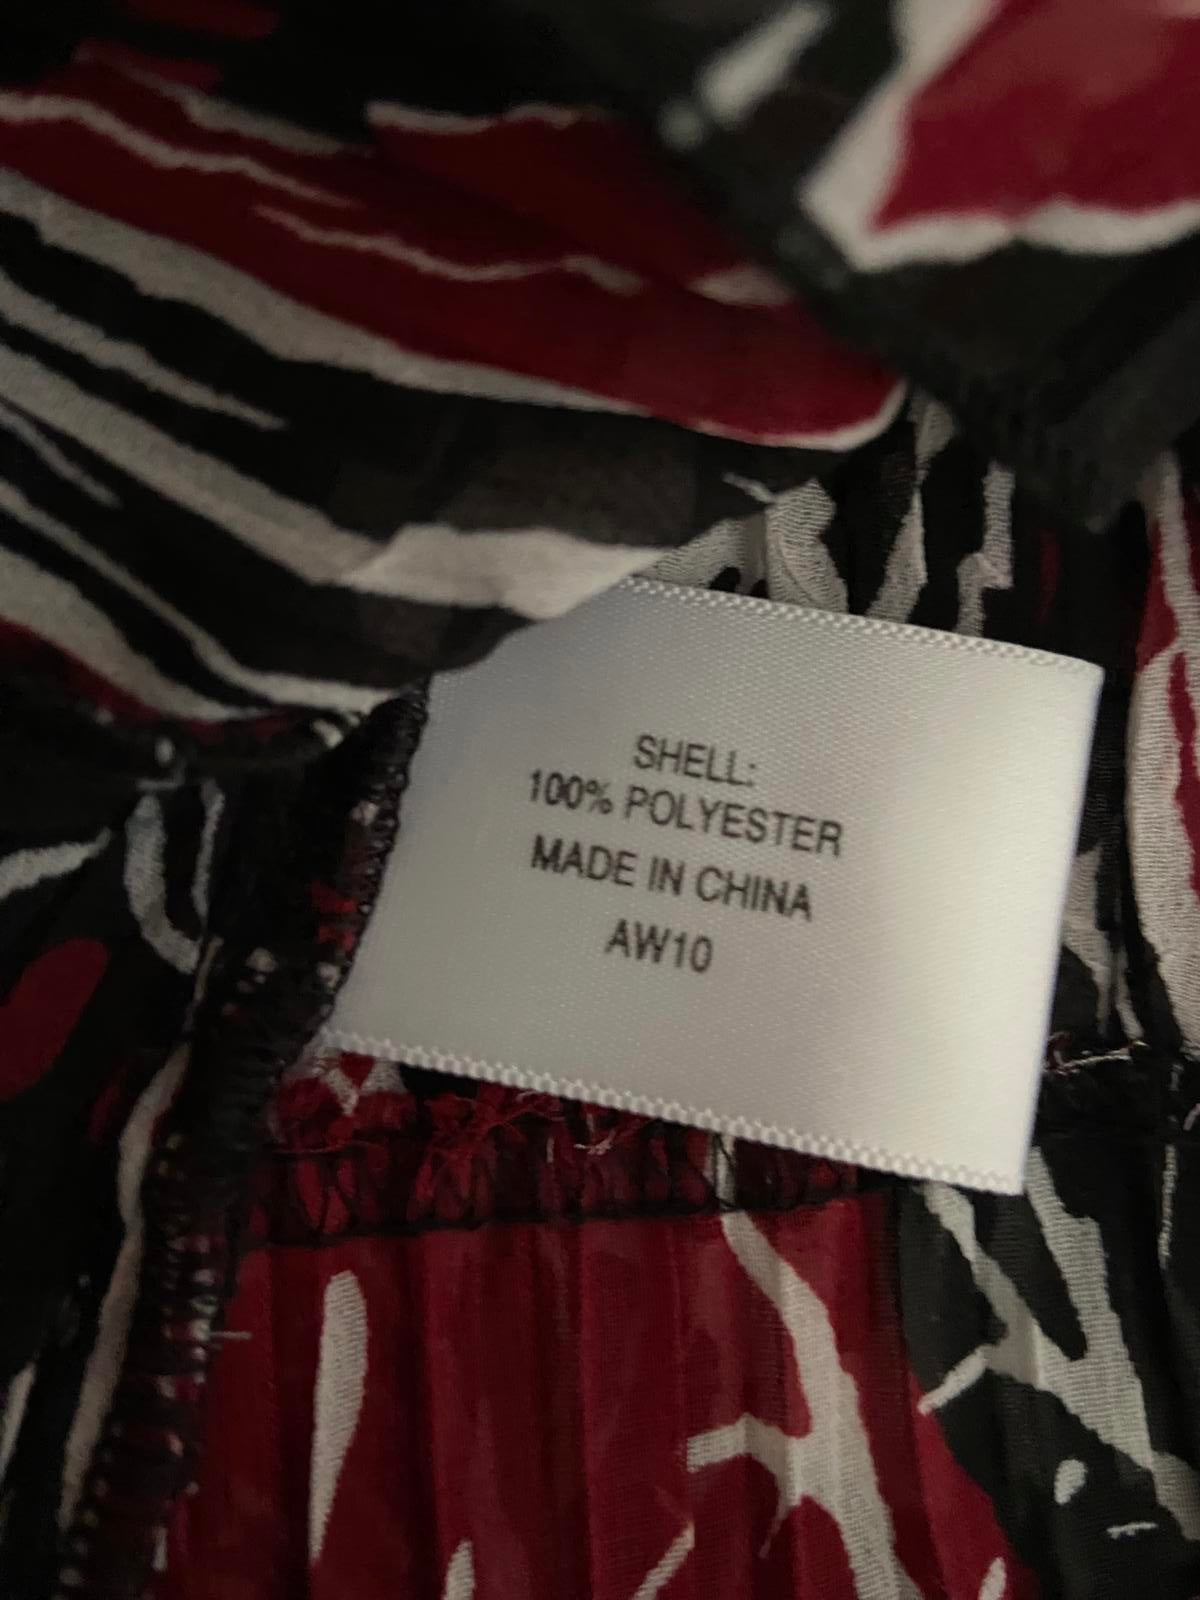 SHELL:
100% POLYESTER
MADE IN CHINA
AW10